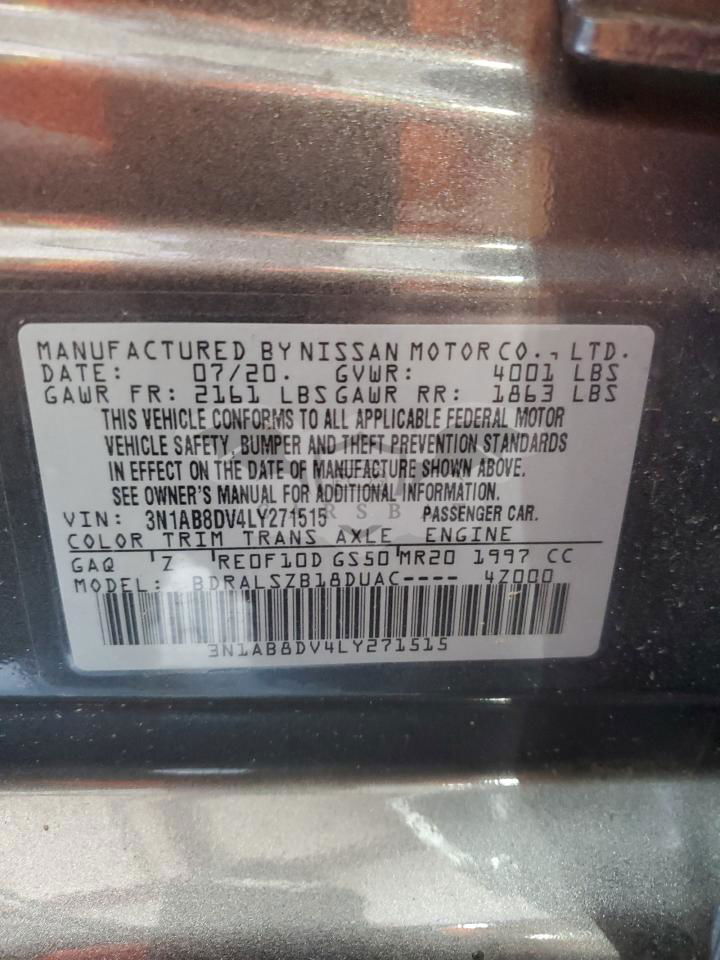 MANUFACTURED BY NISSAN MOTOR CO., LTD.
DATE: 07/20. GVWR: 4001 LBS
GAWR FR: 2161 LBS GAWR RR: 1863 LBS
THIS VEHICLE CONFORMS TO ALL APPLICABLE FEDERAL MOTOR
VEHICLE SAFETY, BUMPER AND THEFT PREVENTION STANDARDS
IN EFFECT ON THE DATE OF MANUFACTURE SHOWN ABOVE.
SEE OWNER'S MANUAL FOR ADDITIONAL INFORMATION.
VIN: 3N1AB8DV4LY271515 PASSENGER CAR.
COLOR TRIM TRANS AXLE ENGINE
GAQ Z RE0F10D GS50 MR20 1997 CC
MODEL: BDRALSZB18DUAC---- 4Z000
3N1AB8DV4LY271515